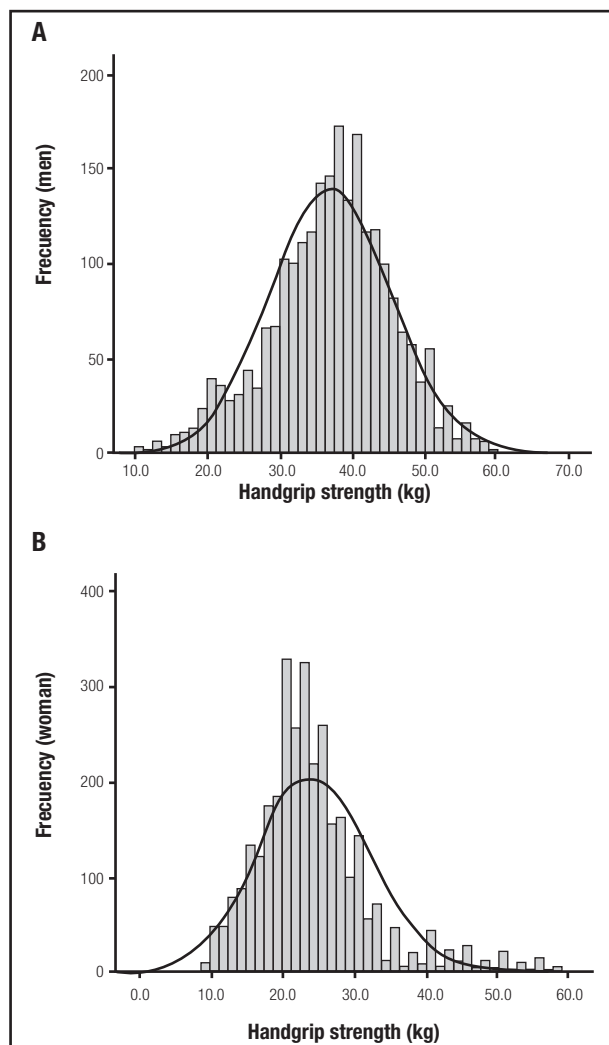 A
200
150
100
50
0
Frecuency (men)
10.0 20.0 30.0 40.0 50.0 60.0 70.0
Handgrip strength (kg)
B
400
300
200
100
0
Frecuency (woman)
0.0 10.0 20.0 30.0 40.0 50.0 60.0
Handgrip strength (kg)